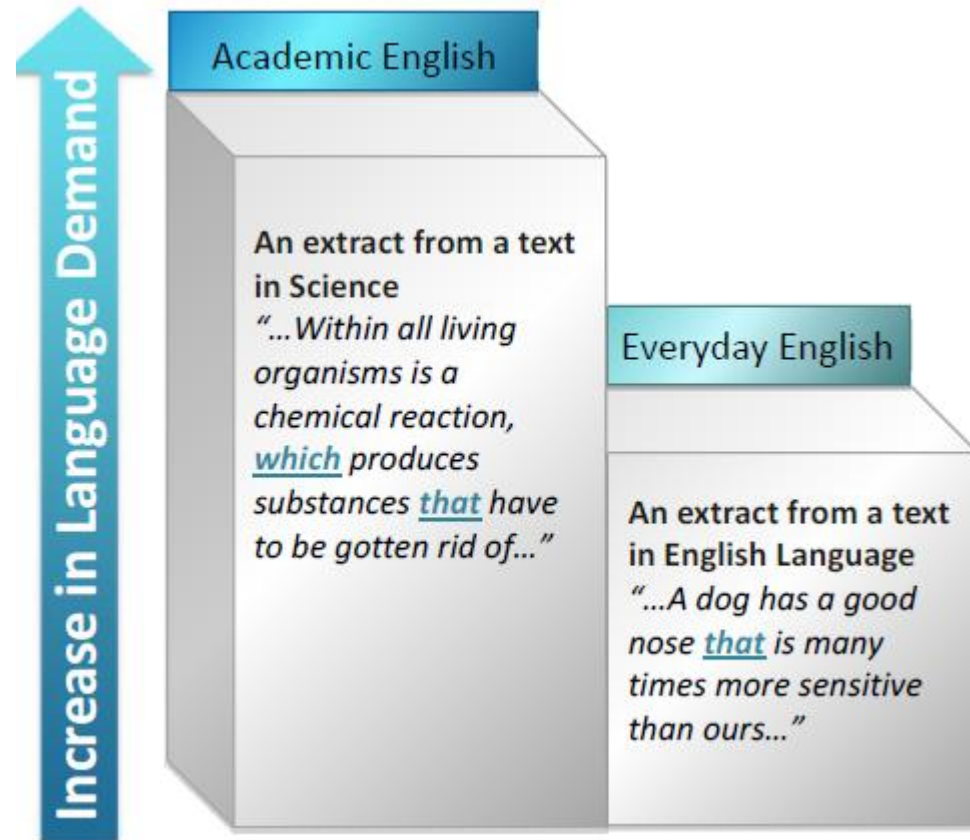 Increase in Language Demand
Academic English
An extract from a text
in Science
“…Within all living
organisms is a
chemical reaction,
which produces
substances that have
to be gotten rid of…”
Everyday English
An extract from a text
in English Language
“…A dog has a good
nose that is many
times more sensitive
than ours…”